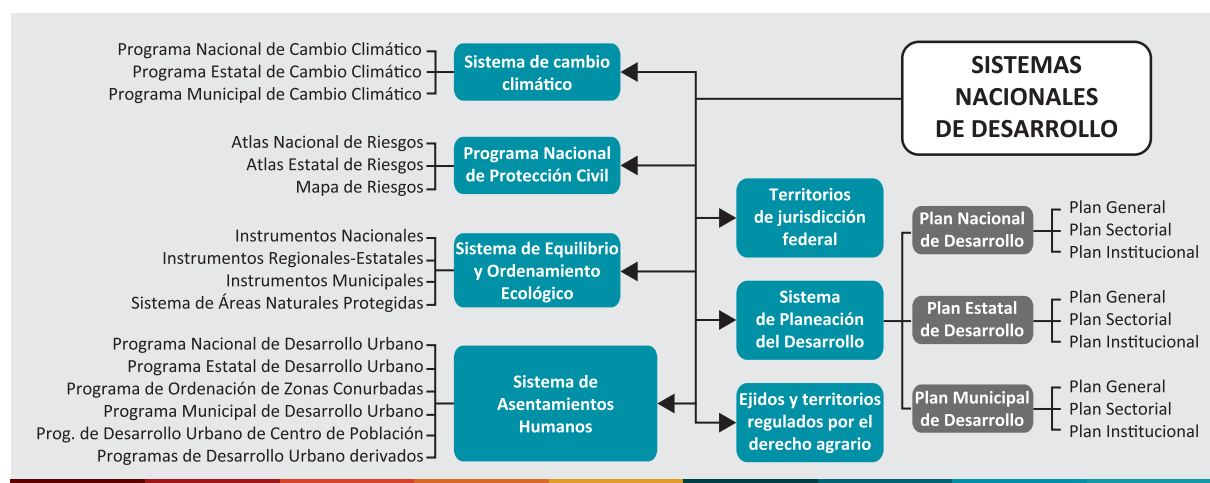 SISTEMAS
NACIONALES
DE DESARROLLO
Programa Nacional de Cambio Climático
Programa Estatal de Cambio Climático
Programa Municipal de Cambio Climático
Sistema de cambio
climático
Atlas Nacional de Riesgos
Atlas Estatal de Riesgos
Mapa de Riesgos
Programa Nacional
de Protección Civil
Instrumentos Nacionales
Instrumentos Regionales-Estatales
Instrumentos Municipales
Sistema de Áreas Naturales Protegidas
Sistema de Equilibrio
y Ordenamiento
Ecológico
Programa Nacional de Desarrollo Urbano
Programa Estatal de Desarrollo Urbano
Programa de Ordenación de Zonas Conurbadas
Programa Municipal de Desarrollo Urbano
Prog. de Desarrollo Urbano de Centro de Población
Programas de Desarrollo Urbano derivados
Sistema de
Asentamientos
Humanos
Territorios
de jurisdicción
federal
Sistema
de Planeación
del Desarrollo
Ejidos y territorios
regulados por el
derecho agrario
Plan Nacional
de Desarrollo
Plan General
Plan Sectorial
Plan Institucional
Plan Estatal
de Desarrollo
Plan General
Plan Sectorial
Plan Institucional
Plan Municipal
de Desarrollo
Plan General
Plan Sectorial
Plan Institucional